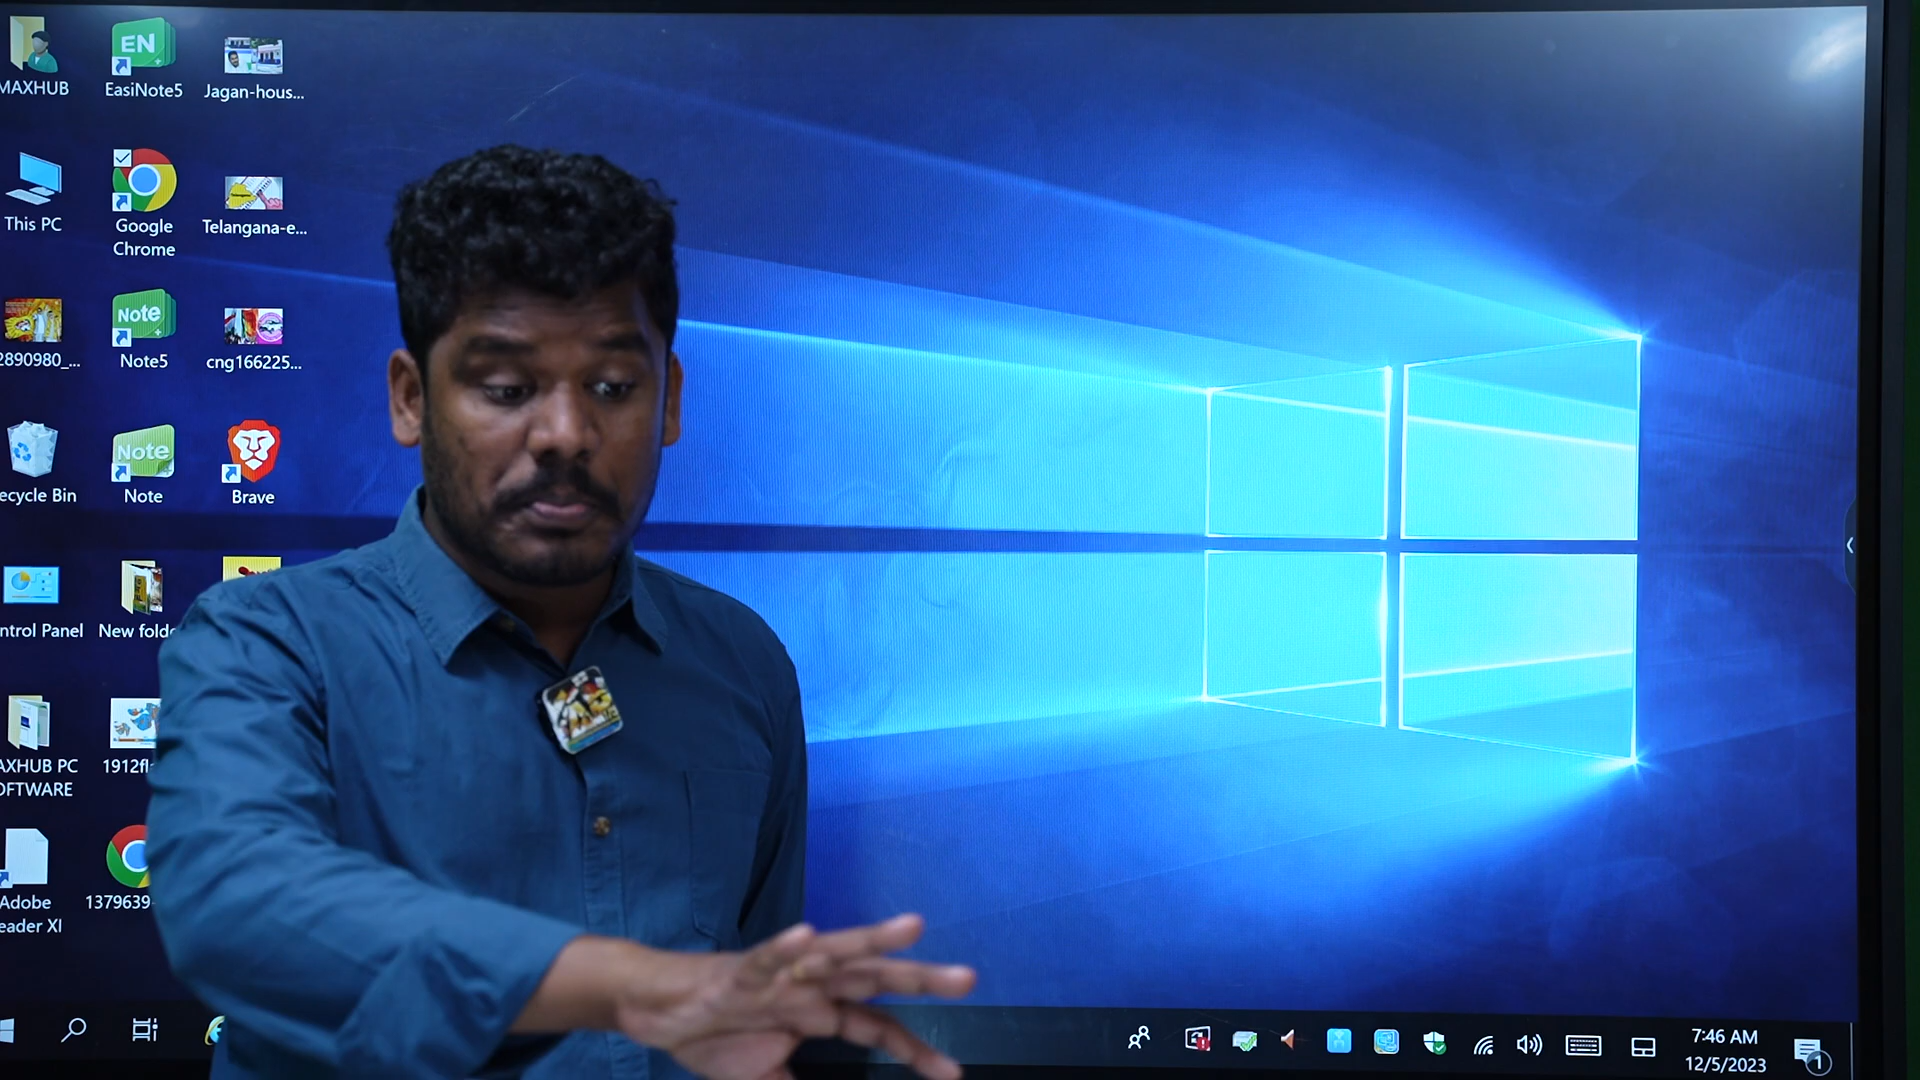 MAXHUB
EN
EasiNote5
Jagan-hous...
This PC
Google
Chrome
Telangana-e...
2890980_...
Note
Note5
cng166225...
ecycle Bin
Note
Note
Brave
ntrol Panel
New folde
AXHUB PC
OFTWARE
1912fl
Adobe
eader XI
1379639-
7:46 AM
12/5/2023
1